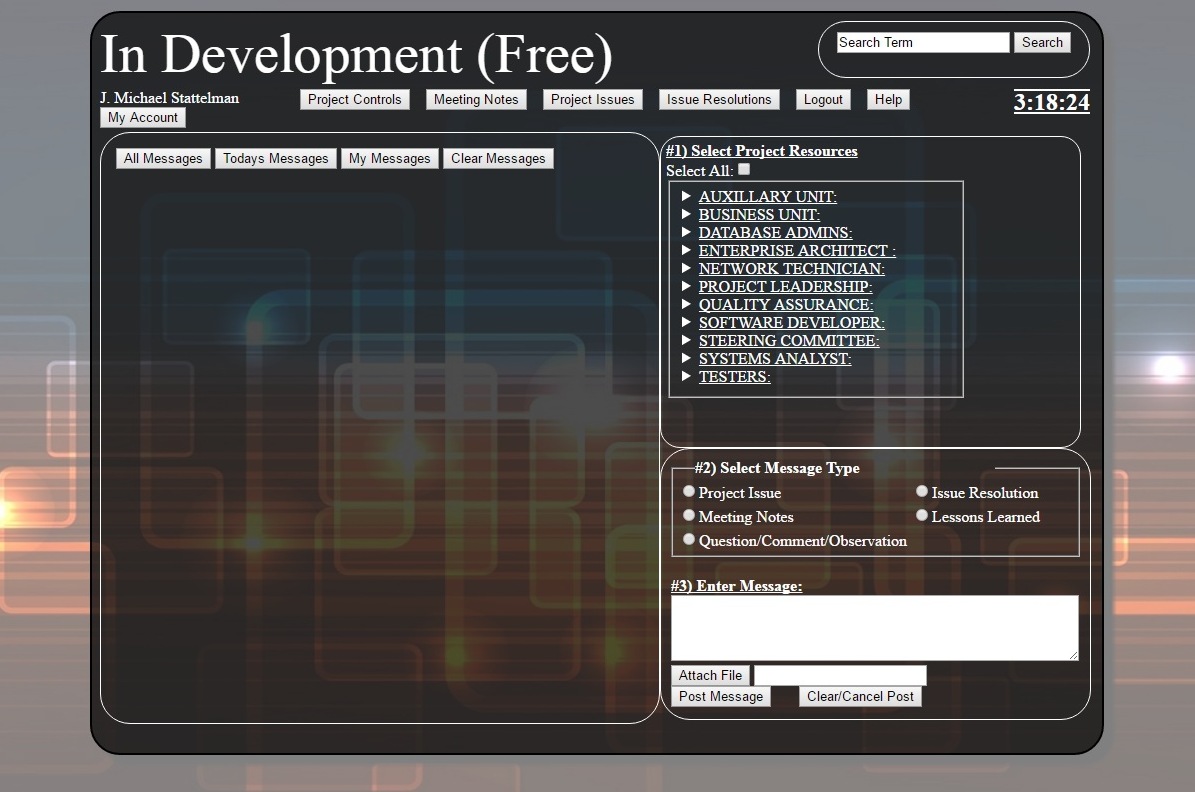 In Development (Free)
Search Term Search
J. Michael Stattelman
Project Controls Meeting Notes Project Issues Issue Resolutions Logout Help
3:18:24
My Account
All Messages Todays Messages My Messages Clear Messages
#1) Select Project Resources
Select All:
AUXILLARY UNIT:
BUSINESS UNIT:
DATABASE ADMINS:
ENTERPRISE ARCHITECT :
NETWORK TECHNICIAN:
PROJECT LEADERSHIP:
QUALITY ASSURANCE:
SOFTWARE DEVELOPER:
STEERING COMMITTEE:
SYSTEMS ANALYST:
TESTERS:
#2) Select Message Type
Project Issue Issue Resolution
Meeting Notes Lessons Learned
Question/Comment/Observation
#3) Enter Message:
Attach File
Post Message Clear/Cancel Post